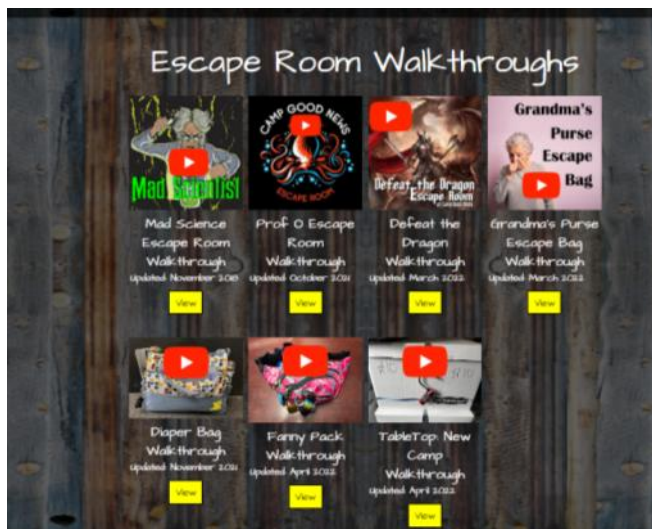 Escape Room Walkthroughs
Mad Scientist
CAMP GOOD NEWS
ESCAPE ROOM
Defeat the Dragon
Escape Room
Grandma's
Purse
Escape
Bag
Mad Science
Escape Room
Walkthrough
Updated: November 2018
View
Prof O Escape
Room
Walkthrough
Updated: October 2021
View
Defeat the
Dragon
Walkthrough
Updated: March 2022
View
Grandma's Purse
Escape Bag
Walkthrough
Updated: March 2022
View
Diaper Bag
Walkthrough
Updated: November 2021
View
Fanny Pack
Walkthrough
Updated: April 2022
View
TableTop: New
Camp
Walkthrough
Updated: April 2022
View